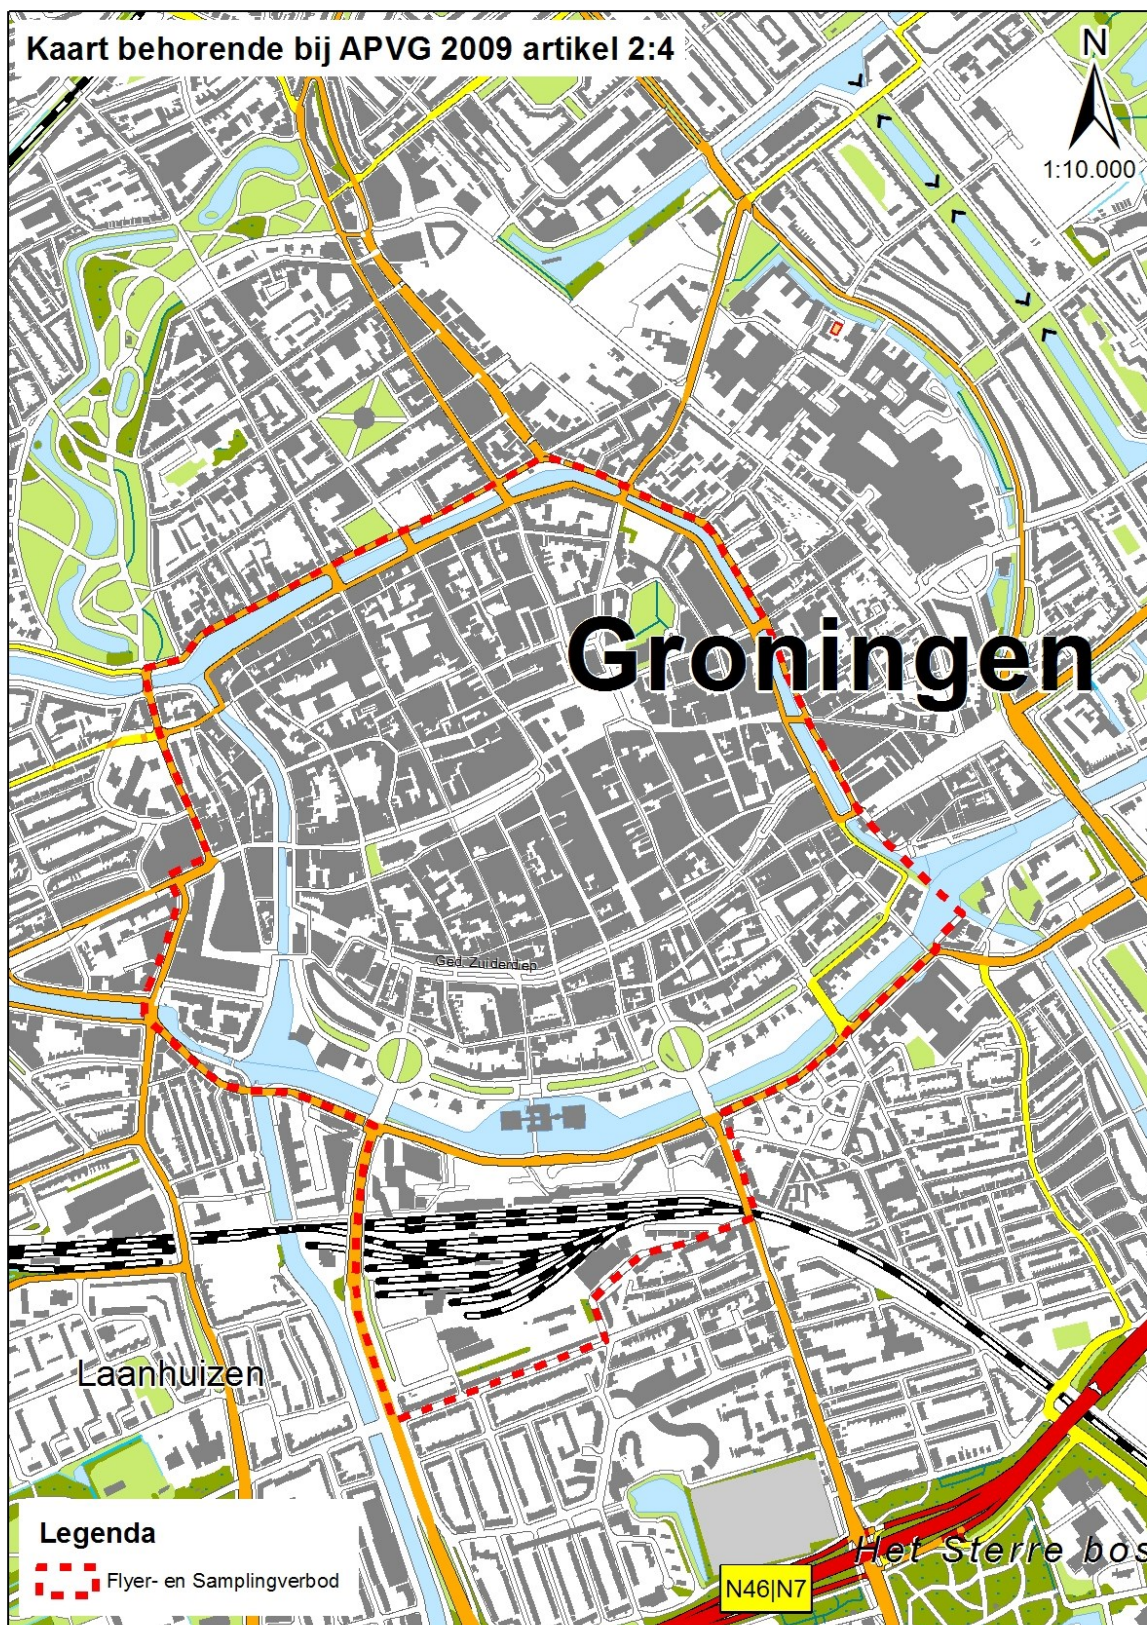 Kaart behorende bij APVG 2009 artikel 2:4
N
1:10.000
Groningen
Ged. Zuiderdiep
Laanhuizen
Legenda
Flyer- en Samplingverbod
Het Sterre bos
N46|N7